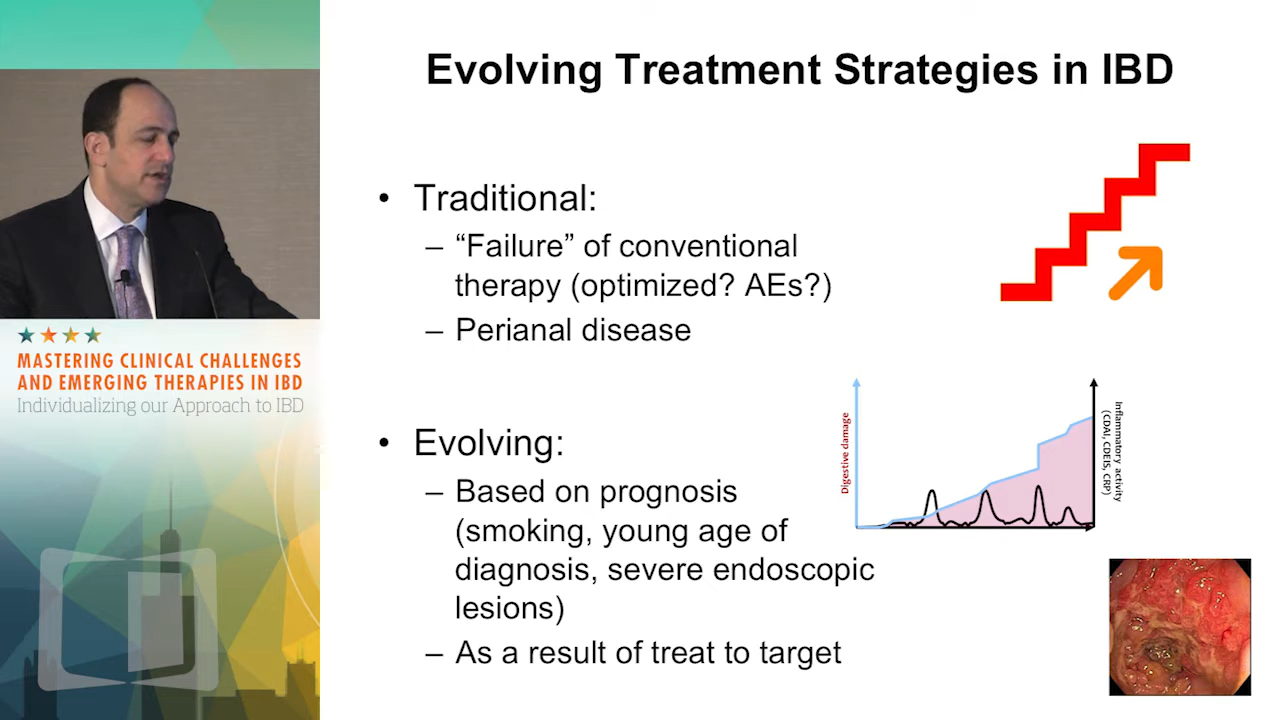 Evolving Treatment Strategies in IBD
• Traditional:
– “Failure” of conventional
therapy (optimized? AEs?)
– Perianal disease
• Evolving:
– Based on prognosis
(smoking, young age of
diagnosis, severe endoscopic
lesions)
– As a result of treat to target
Digestive damage
Inflammatory activity
(CDAI, CDEIS, CRP)
MASTERING CLINICAL CHALLENGES
AND EMERGING THERAPIES IN IBD
Individualizing our Approach to IBD